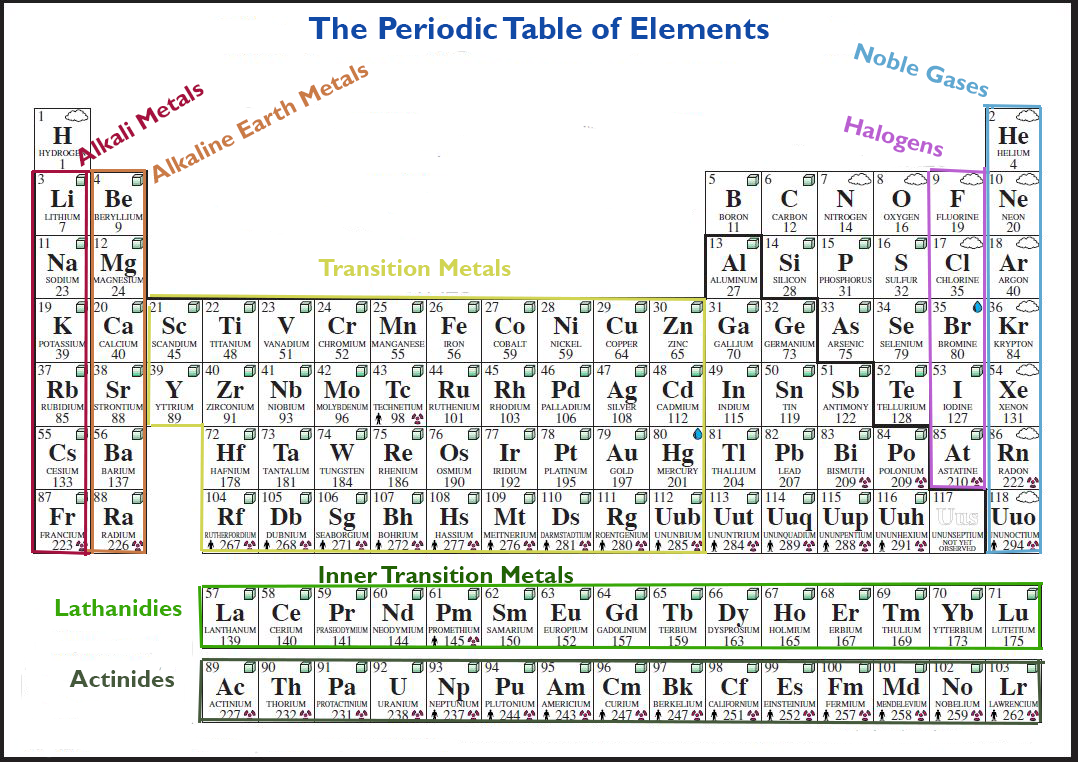 The Periodic Table of Elements
Noble Gases
Alkali Metals
Alkaline Earth Metals
Halogens
1 2
H He
HYDROGEN HELIUM
1 4
3 4 5 6 7 8 9 10
Li Be B C N O F Ne
LITHIUM BERYLLIUM BORON CARBON NITROGEN OXYGEN FLUORINE NEON
7 9 11 12 14 16 19 20
11 12 13 14 15 16 17 18
Na Mg Al Si P S Cl Ar
SODIUM MAGNESIUM ALUMINUM SILICON PHOSPHORUS SULFUR CHLORINE ARGON
23 24 27 28 31 32 35 40
Transition Metals
19 20 21 22 23 24 25 26 27 28 29 30 31 32 33 34 35 36
K Ca Sc Ti V Cr Mn Fe Co Ni Cu Zn Ga Ge As Se Br Kr
POTASSIUM CALCIUM SCANDIUM TITANIUM VANADIUM CHROMIUM MANGANESE IRON COBALT NICKEL COPPER ZINC GALLIUM GERMANIUM ARSENIC SELENIUM BROMINE KRYPTON
39 40 45 48 51 52 55 56 59 59 64 65 70 73 75 79 80 84
37 38 39 40 41 42 43 44 45 46 47 48 49 50 51 52 53 54
Rb Sr Y Zr Nb Mo Tc Ru Rh Pd Ag Cd In Sn Sb Te I Xe
RUBIDIUM STRONTIUM YTTRIUM ZIRCONIUM NIOBIUM MOLYBDENUM TECHNETIUM RUTHENIUM RHODIUM PALLADIUM SILVER CADMIUM INDIUM TIN ANTIMONY TELLURIUM IODINE XENON
85 88 89 91 93 96 98 101 103 106 108 112 115 119 122 128 127 131
55 56 72 73 74 75 76 77 78 79 80 81 82 83 84 85 86
Cs Ba Hf Ta W Re Os Ir Pt Au Hg Tl Pb Bi Po At Rn
CESIUM BARIUM HAFNIUM TANTALUM TUNGSTEN RHENIUM OSMIUM IRIDIUM PLATINUM GOLD MERCURY THALLIUM LEAD BISMUTH POLONIUM ASTATINE RADON
133 137 178 181 184 186 190 192 195 197 201 204 207 209 209 210 222
87 88 104 105 106 107 108 109 110 111 112 113 114 115 116 117 118
Fr Ra Rf Db Sg Bh Hs Mt Ds Rg Uub Uut Uuq Uup Uuh Uus Uuo
FRANCIUM RADIUM RUTHERFORDIUM DUBNIUM SEABORGIUM BOHRIUM HASSIUM MEITNERIUM DARMSTADTIUM ROENTGENIUM UNUNBIUM UNUNTRIUM UNUNQUADIUM UNUNPENTIUM UNUNHEXIUM UNUNSEPTIUM UNUNOCTIUM
223 226 267 268 271 272 277 276 281 280 285 284 289 288 291 NOT YET OBSERVED 294
Inner Transition Metals
Lathanidies
57 58 59 60 61 62 63 64 65 66 67 68 69 70 71
La Ce Pr Nd Pm Sm Eu Gd Tb Dy Ho Er Tm Yb Lu
LANTHANUM CERIUM PRASEODYMIUM NEODYMIUM PROMETHIUM SAMARIUM EUROPIUM GADOLINIUM TERBIUM DYSPROSIUM HOLMIUM ERBIUM THULIUM YTTERBIUM LUTETIUM
139 140 141 144 145 150 152 157 159 163 165 167 169 173 175
Actinides
89 90 91 92 93 94 95 96 97 98 99 100 101 102 103
Ac Th Pa U Np Pu Am Cm Bk Cf Es Fm Md No Lr
ACTINIUM THORIUM PROTACTINIUM URANIUM NEPTUNIUM PLUTONIUM AMERICIUM CURIUM BERKELIUM CALIFORNIUM EINSTEINIUM FERMIUM MENDELEVIUM NOBELIUM LAWRENCIUM
227 232 231 238 237 244 243 247 247 251 252 257 258 259 262